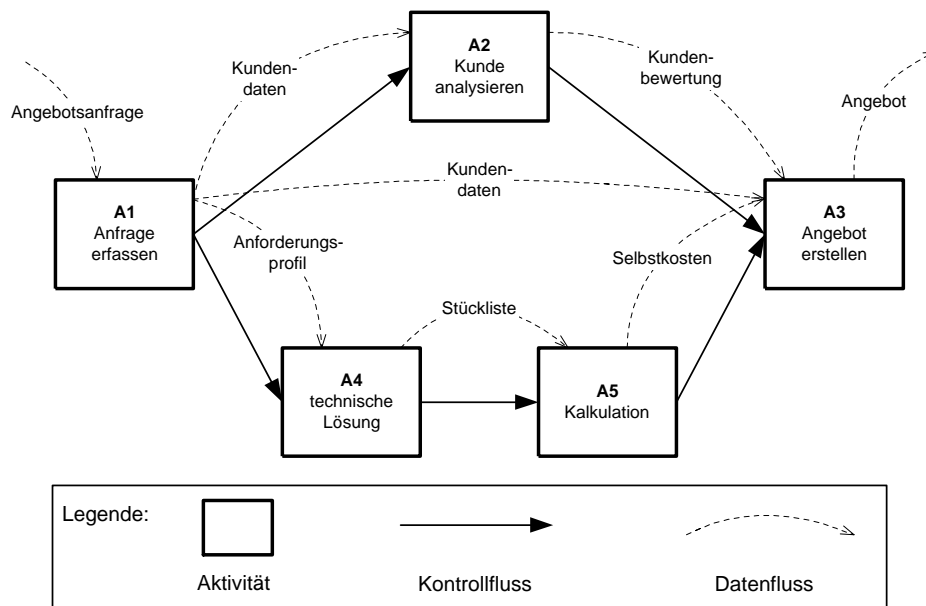 A2
Kunde
analysieren
Kunden-
daten
Kunden-
bewertung
Angebotsanfrage
Angebot
A1
Anfrage
erfassen
Kunden-
daten
A3
Angebot
erstellen
Anforderungs-
profil
Selbstkosten
Stückliste
A4
technische
Lösung
A5
Kalkulation
Legende:
Aktivität
Kontrollfluss
Datenfluss